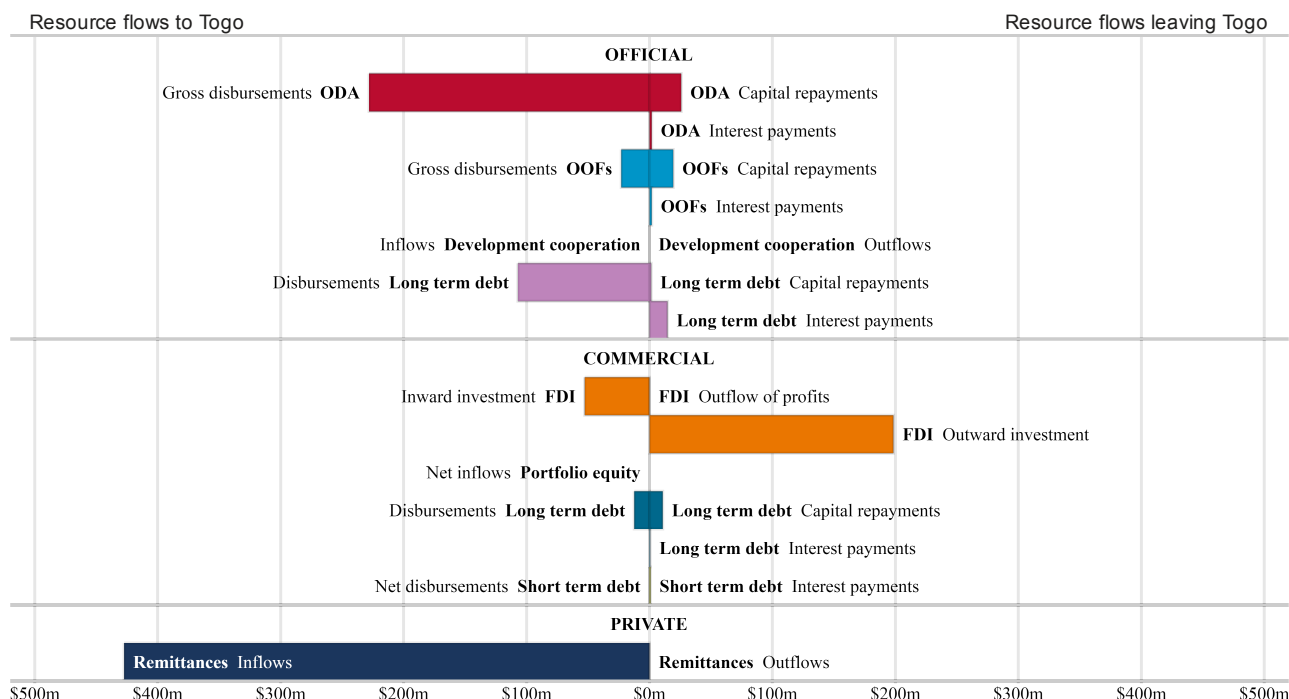 Resource flows to Togo Resource flows leaving Togo
OFFICIAL
Gross disbursements ODA ODA Capital repayments
ODA Interest payments
Gross disbursements OOFs OOFs Capital repayments
OOFs Interest payments
Inflows Development cooperation Development cooperation Outflows
Disbursements Long term debt Long term debt Capital repayments
Long term debt Interest payments
COMMERCIAL
Inward investment FDI FDI Outflow of profits
FDI Outward investment
Net inflows Portfolio equity
Disbursements Long term debt Long term debt Capital repayments
Long term debt Interest payments
Net disbursements Short term debt Short term debt Interest payments
PRIVATE
Remittances Inflows Remittances Outflows
$500m $400m $300m $200m $100m $0m $100m $200m $300m $400m $500m